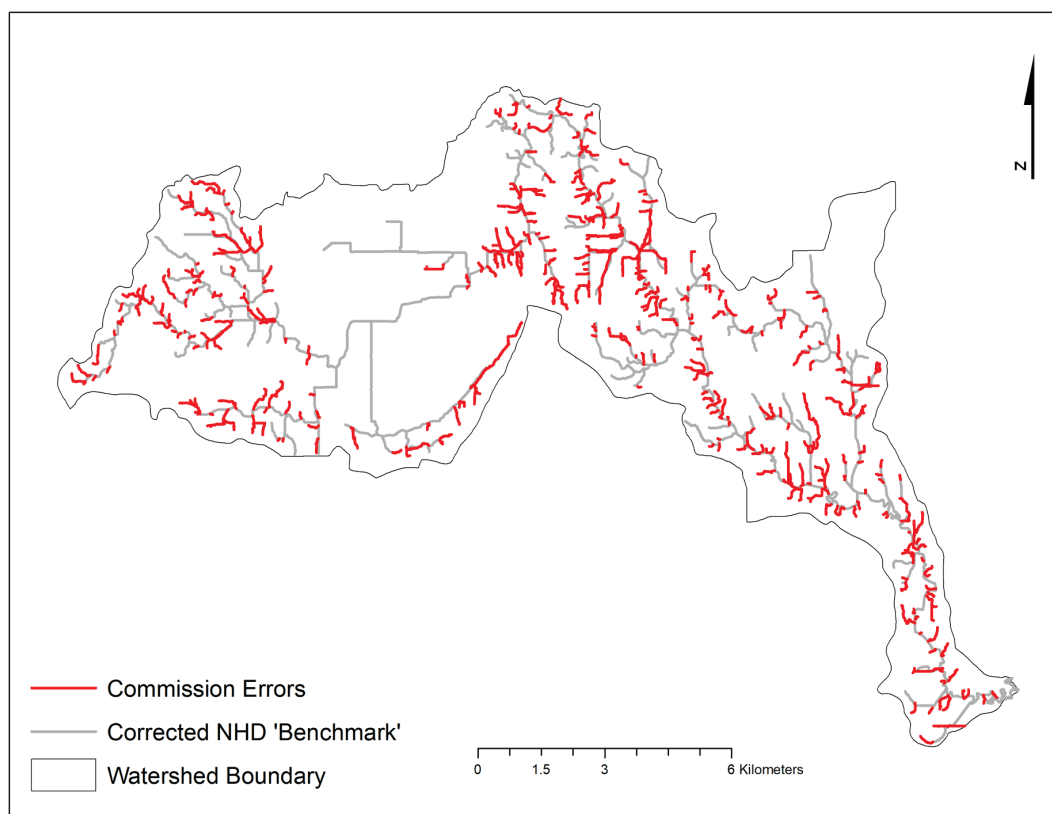 N
Commission Errors
Corrected NHD 'Benchmark'
Watershed Boundary
0 1.5 3 6 Kilometers